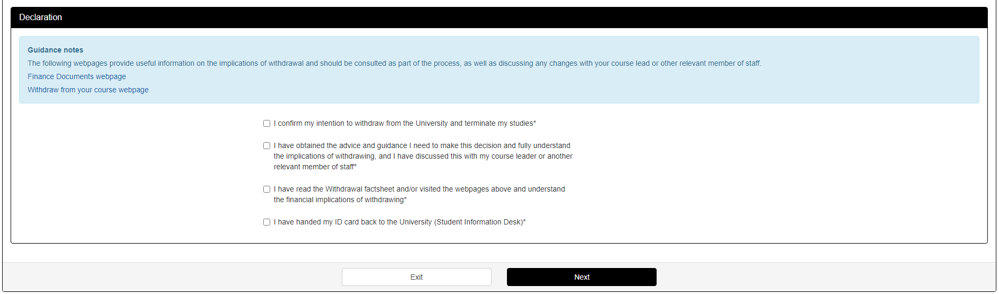 Declaration
Guidance notes
The following webpages provide useful information on the implications of withdrawal and should be consulted as part of the process, as well as discussing any changes with your course lead or other relevant member of staff.
Finance Documents webpage
Withdraw from your course webpage
I confirm my intention to withdraw from the University and terminate my studies*
I have obtained the advice and guidance I need to make this decision and fully understand
the implications of withdrawing, and I have discussed this with my course leader or another
relevant member of staff*
I have read the Withdrawal factsheet and/or visited the webpages above and understand
the financial implications of withdrawing*
I have handed my ID card back to the University (Student Information Desk)*
Exit
Next